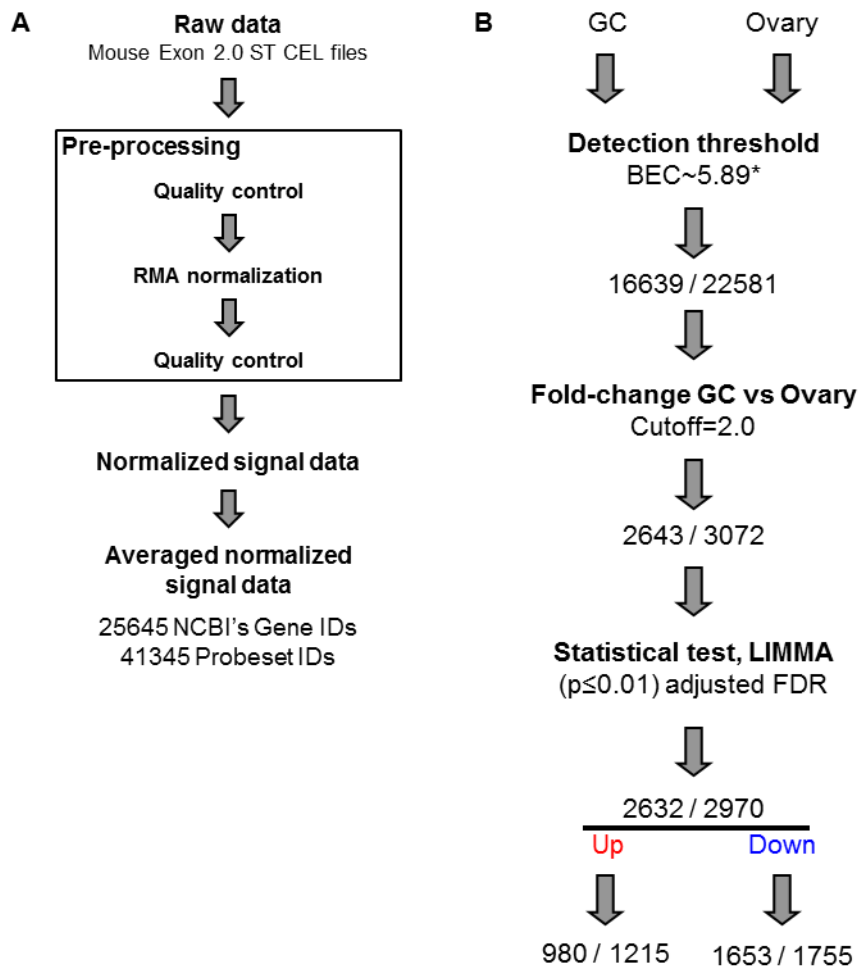 A
Raw data
Mouse Exon 2.0 ST CEL files
Pre-processing
Quality control
RMA normalization
Quality control
Normalized signal data
Averaged normalized
signal data
25645 NCBI's Gene IDs
41345 Probeset IDs
B
GC Ovary
Detection threshold
BEC~5.89*
16639 / 22581
Fold-change GC vs Ovary
Cutoff=2.0
2643 / 3072
Statistical test, LIMMA
(p≤0.01) adjusted FDR
2632 / 2970
Up Down
980 / 1215 1653 / 1755